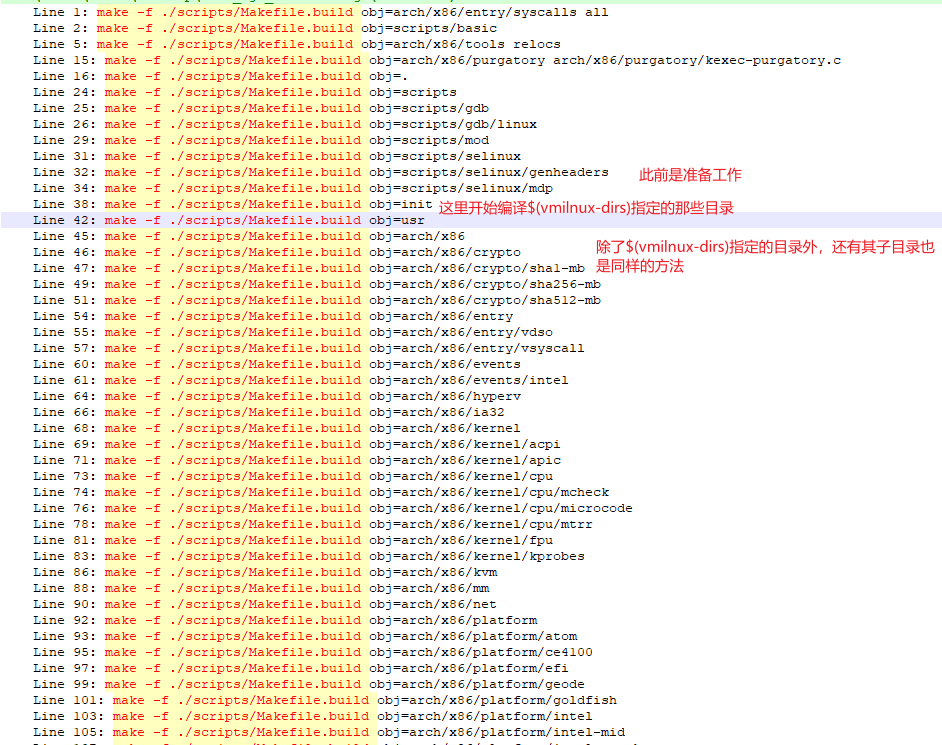 Line 1: make -f ./scripts/Makefile.build obj=arch/x86/entry/syscalls all
Line 2: make -f ./scripts/Makefile.build obj=scripts/basic
Line 5: make -f ./scripts/Makefile.build obj=arch/x86/tools relocs
Line 15: make -f ./scripts/Makefile.build obj=arch/x86/purgatory arch/x86/purgatory/kexec-purgatory.c
Line 16: make -f ./scripts/Makefile.build obj=.
Line 24: make -f ./scripts/Makefile.build obj=scripts
Line 25: make -f ./scripts/Makefile.build obj=scripts/gdb
Line 26: make -f ./scripts/Makefile.build obj=scripts/gdb/linux
Line 29: make -f ./scripts/Makefile.build obj=scripts/mod
Line 31: make -f ./scripts/Makefile.build obj=scripts/selinux
Line 32: make -f ./scripts/Makefile.build obj=scripts/selinux/genheaders 此前是准备工作
Line 34: make -f ./scripts/Makefile.build obj=scripts/selinux/mdp
Line 38: make -f ./scripts/Makefile.build obj=init 这里开始编译$(vmilnux-dirs)指定的那些目录
Line 42: make -f ./scripts/Makefile.build obj=usr
Line 45: make -f ./scripts/Makefile.build obj=arch/x86
Line 46: make -f ./scripts/Makefile.build obj=arch/x86/crypto 除了$(vmilnux-dirs)指定的目录外，还有其子目录也
Line 47: make -f ./scripts/Makefile.build obj=arch/x86/crypto/sha1-mb 是同样的方法
Line 49: make -f ./scripts/Makefile.build obj=arch/x86/crypto/sha256-mb
Line 51: make -f ./scripts/Makefile.build obj=arch/x86/crypto/sha512-mb
Line 54: make -f ./scripts/Makefile.build obj=arch/x86/entry
Line 55: make -f ./scripts/Makefile.build obj=arch/x86/entry/vdso
Line 57: make -f ./scripts/Makefile.build obj=arch/x86/entry/vsyscall
Line 60: make -f ./scripts/Makefile.build obj=arch/x86/events
Line 61: make -f ./scripts/Makefile.build obj=arch/x86/events/intel
Line 64: make -f ./scripts/Makefile.build obj=arch/x86/hyperv
Line 66: make -f ./scripts/Makefile.build obj=arch/x86/ia32
Line 68: make -f ./scripts/Makefile.build obj=arch/x86/kernel
Line 69: make -f ./scripts/Makefile.build obj=arch/x86/kernel/acpi
Line 71: make -f ./scripts/Makefile.build obj=arch/x86/kernel/apic
Line 73: make -f ./scripts/Makefile.build obj=arch/x86/kernel/cpu
Line 74: make -f ./scripts/Makefile.build obj=arch/x86/kernel/cpu/mcheck
Line 76: make -f ./scripts/Makefile.build obj=arch/x86/kernel/cpu/microcode
Line 78: make -f ./scripts/Makefile.build obj=arch/x86/kernel/cpu/mtrr
Line 81: make -f ./scripts/Makefile.build obj=arch/x86/kernel/fpu
Line 83: make -f ./scripts/Makefile.build obj=arch/x86/kernel/kprobes
Line 86: make -f ./scripts/Makefile.build obj=arch/x86/kvm
Line 88: make -f ./scripts/Makefile.build obj=arch/x86/mm
Line 90: make -f ./scripts/Makefile.build obj=arch/x86/net
Line 92: make -f ./scripts/Makefile.build obj=arch/x86/platform
Line 93: make -f ./scripts/Makefile.build obj=arch/x86/platform/atom
Line 95: make -f ./scripts/Makefile.build obj=arch/x86/platform/ce4100
Line 97: make -f ./scripts/Makefile.build obj=arch/x86/platform/efi
Line 99: make -f ./scripts/Makefile.build obj=arch/x86/platform/geode
Line 101: make -f ./scripts/Makefile.build obj=arch/x86/platform/goldfish
Line 103: make -f ./scripts/Makefile.build obj=arch/x86/platform/intel
Line 105: make -f ./scripts/Makefile.build obj=arch/x86/platform/intel-mid